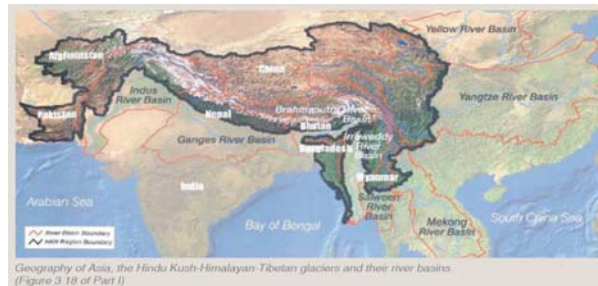 Yellow River Basin
Afghanistan
China
Indus
River Basin
Yangtze River Basin
Pakistan
Nepal
Brahmaputra River
Basin
Bhutan
Ganges River Basin
Irrawaddy
River
Basin
Bangladesh
India
Myanmar
Arabian Sea
Salween
River
Basin
South China Sea
Bay of Bengal
Mekong
River Basin
River Basin Boundary
HKH Region Boundary
Geography of Asia, the Hindu Kush-Himalayan-Tibetan glaciers and their river basins.
(Figure 3.18 of Part I)